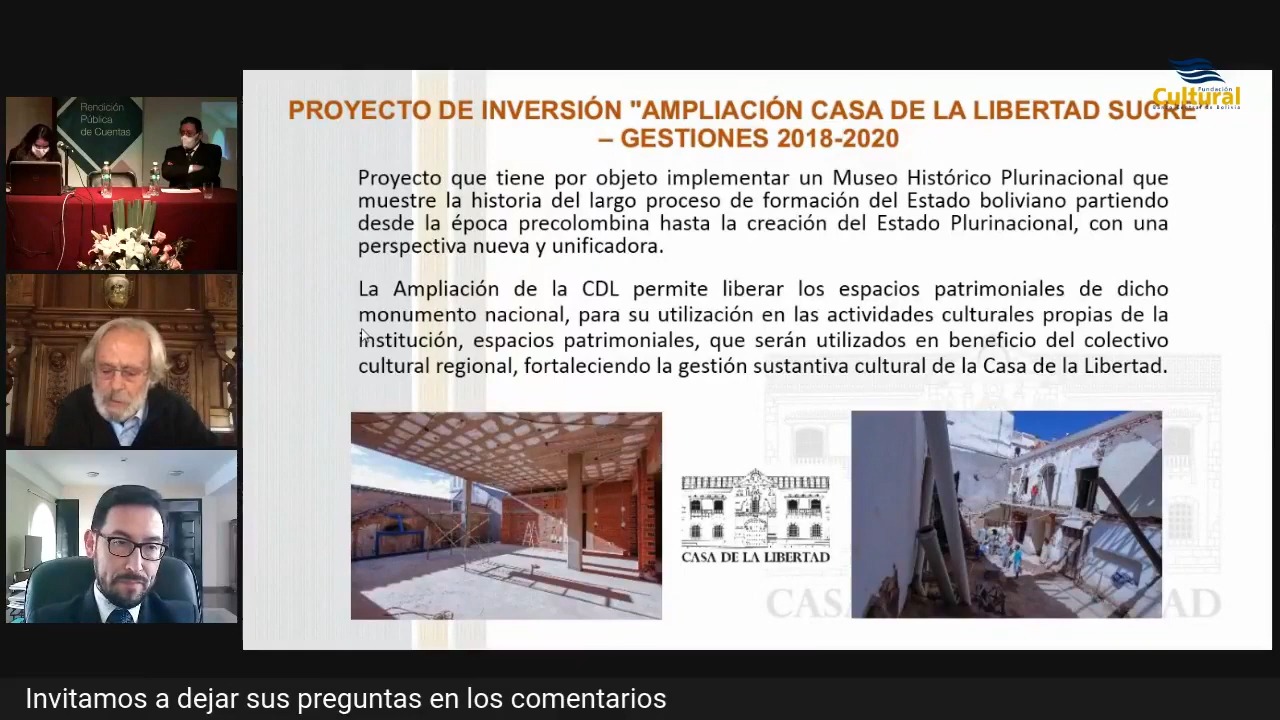 Rendición
Pública
de Cuentas
Fundación
Cultural
Banco Central de Bolivia
PROYECTO DE INVERSIÓN "AMPLIACIÓN CASA DE LA LIBERTAD SUCRE"
– GESTIONES 2018-2020
Proyecto que tiene por objeto implementar un Museo Histórico Plurinacional que
muestre la historia del largo proceso de formación del Estado boliviano partiendo
desde la época precolombina hasta la creación del Estado Plurinacional, con una
perspectiva nueva y unificadora.
La Ampliación de la CDL permite liberar los espacios patrimoniales de dicho
monumento nacional, para su utilización en las actividades culturales propias de la
institución, espacios patrimoniales, que serán utilizados en beneficio del colectivo
cultural regional, fortaleciendo la gestión sustantiva cultural de la Casa de la Libertad.
CASA DE LA LIBERTAD
Invitamos a dejar sus preguntas en los comentarios